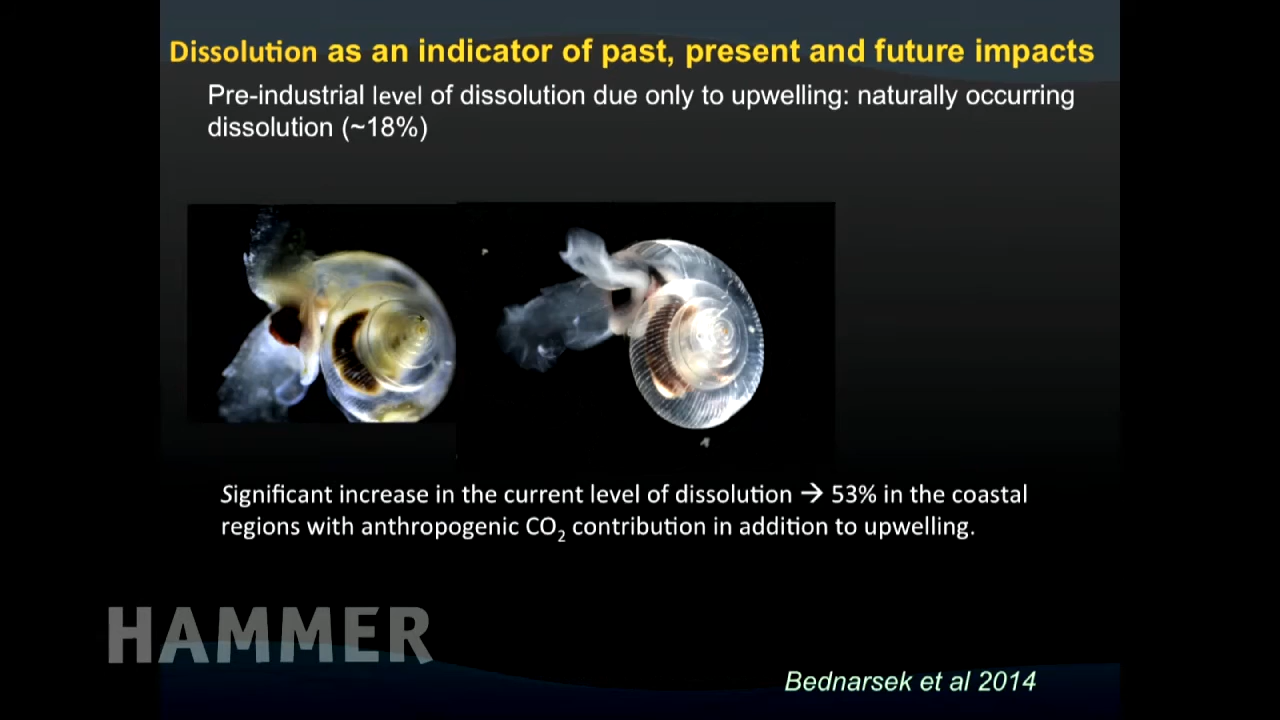 Dissolution as an indicator of past, present and future impacts
Pre-industrial level of dissolution due only to upwelling: naturally occurring
dissolution (~18%)
Significant increase in the current level of dissolution → 53% in the coastal
regions with anthropogenic CO₂ contribution in addition to upwelling.
HAMMER
Bednarsek et al 2014